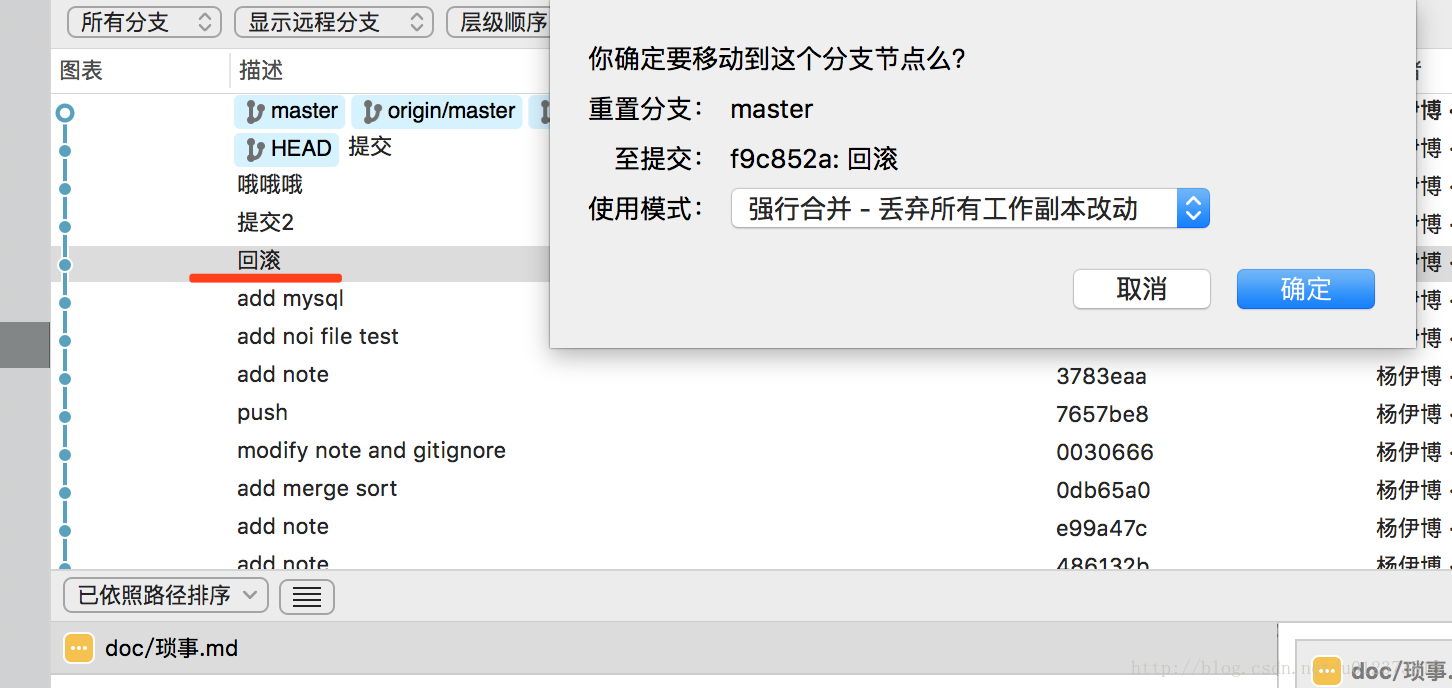 所有分支 显示远程分支 层级顺序
图表 描述
master origin/master
HEAD 提交
哦哦哦
提交2
回滚
add mysql
add noi file test
add note 3783eaa 杨伊博
push 7657be8 杨伊博
modify note and gitignore 0030666 杨伊博
add merge sort 0db65a0 杨伊博
add note e99a47c 杨伊博
add note 486132b 杨伊博
你确定要移动到这个分支节点么?
重置分支： master
至提交： f9c852a: 回滚
使用模式： 强行合并 - 丢弃所有工作副本改动
取消 确定
已依照路径排序
doc/琐事.md
doc/琐事.